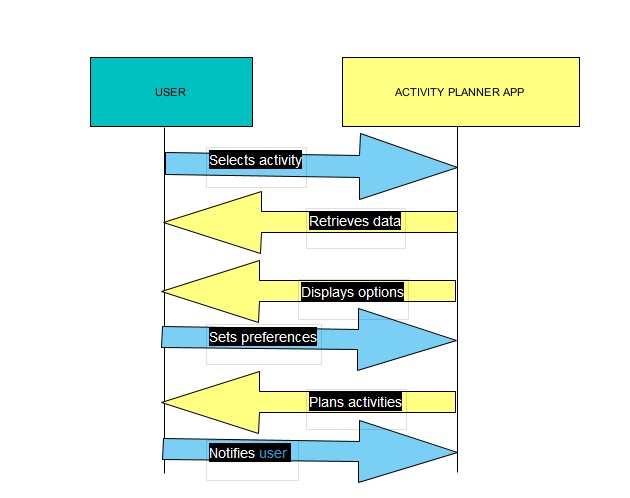 USER
ACTIVITY PLANNER APP
Selects activity
Retrieves data
Displays options
Sets preferences
Plans activities
Notifies user